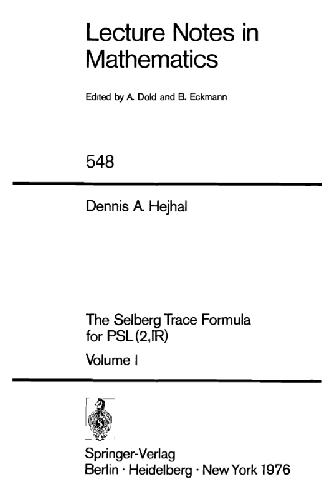 Lecture Notes in
Mathematics
Edited by A. Dold and B. Eckmann
548
Dennis A. Hejhal
The Selberg Trace Formula
for PSL(2,IR)
Volume I
Springer-Verlag
Berlin · Heidelberg · New York 1976